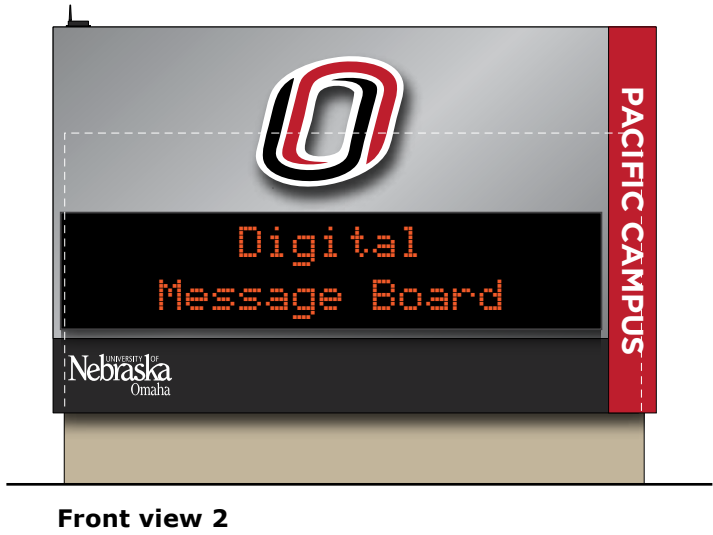 PACIFIC CAMPUS
Digital
Message Board
UNIVERSITY OF
Nebraska
Omaha
Front view 2